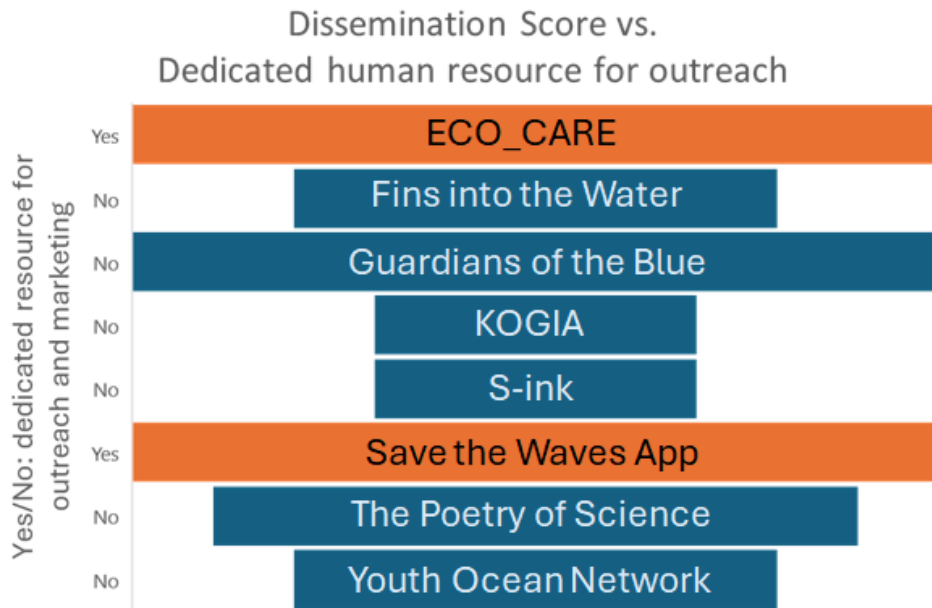 Dissemination Score vs.
Dedicated human resource for outreach
Yes/No: dedicated resource for
outreach and marketing
Yes
ECO_CARE
No
Fins into the Water
No
Guardians of the Blue
No
KOGIA
No
S-ink
Yes
Save the Waves App
No
The Poetry of Science
No
Youth Ocean Network